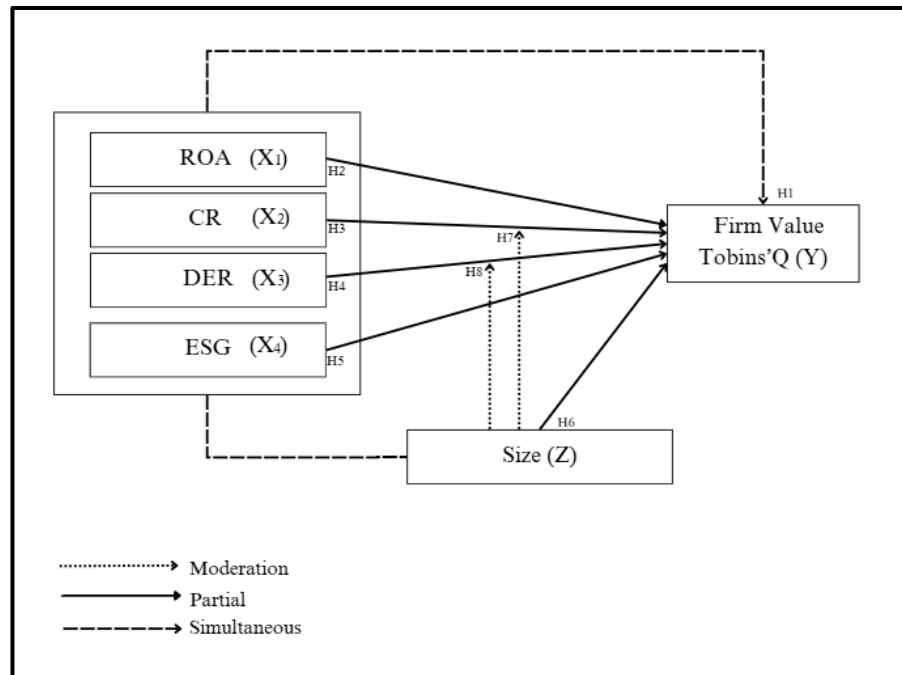 H1
ROA (X1)
H2
CR (X2)
H3
Firm Value
Tobins'Q (Y)
H7
DER (X3)
H4
H8
ESG (X4)
H5
H6
Size (Z)
Moderation
Partial
Simultaneous